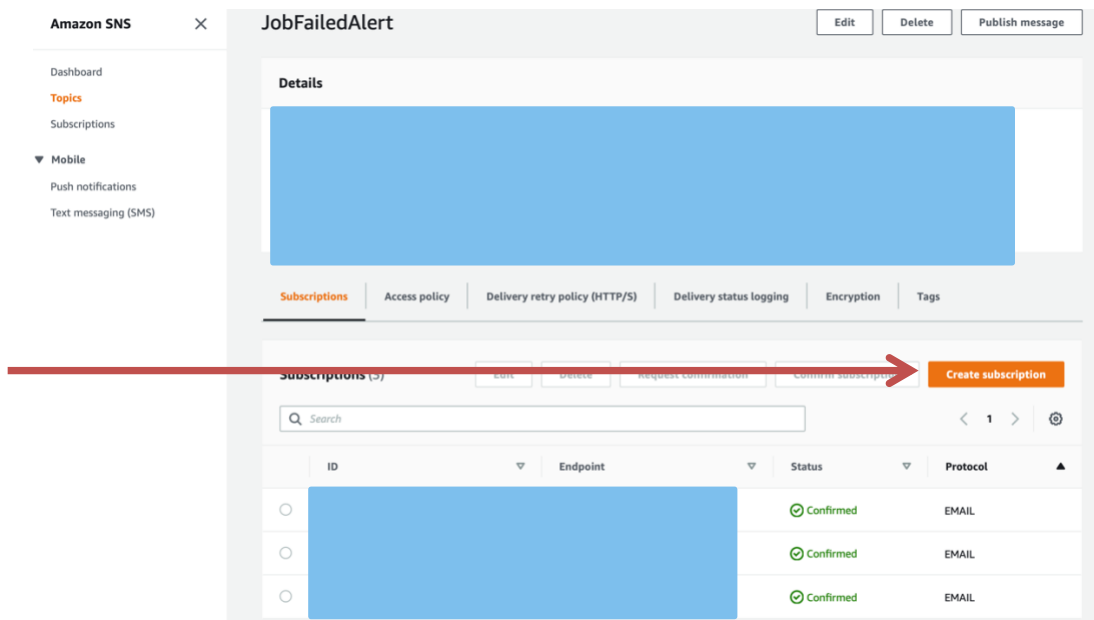 Amazon SNS
JobFailedAlert
Edit
Delete
Publish message
Dashboard
Topics
Subscriptions
Mobile
Push notifications
Text messaging (SMS)
Details
Subscriptions
Access policy
Delivery retry policy (HTTP/S)
Delivery status logging
Encryption
Tags
Subscriptions (3)
Edit
Delete
Request confirmation
Confirm subscription
Create subscription
Search
1
ID
Endpoint
Status
Protocol
Confirmed
EMAIL
Confirmed
EMAIL
Confirmed
EMAIL